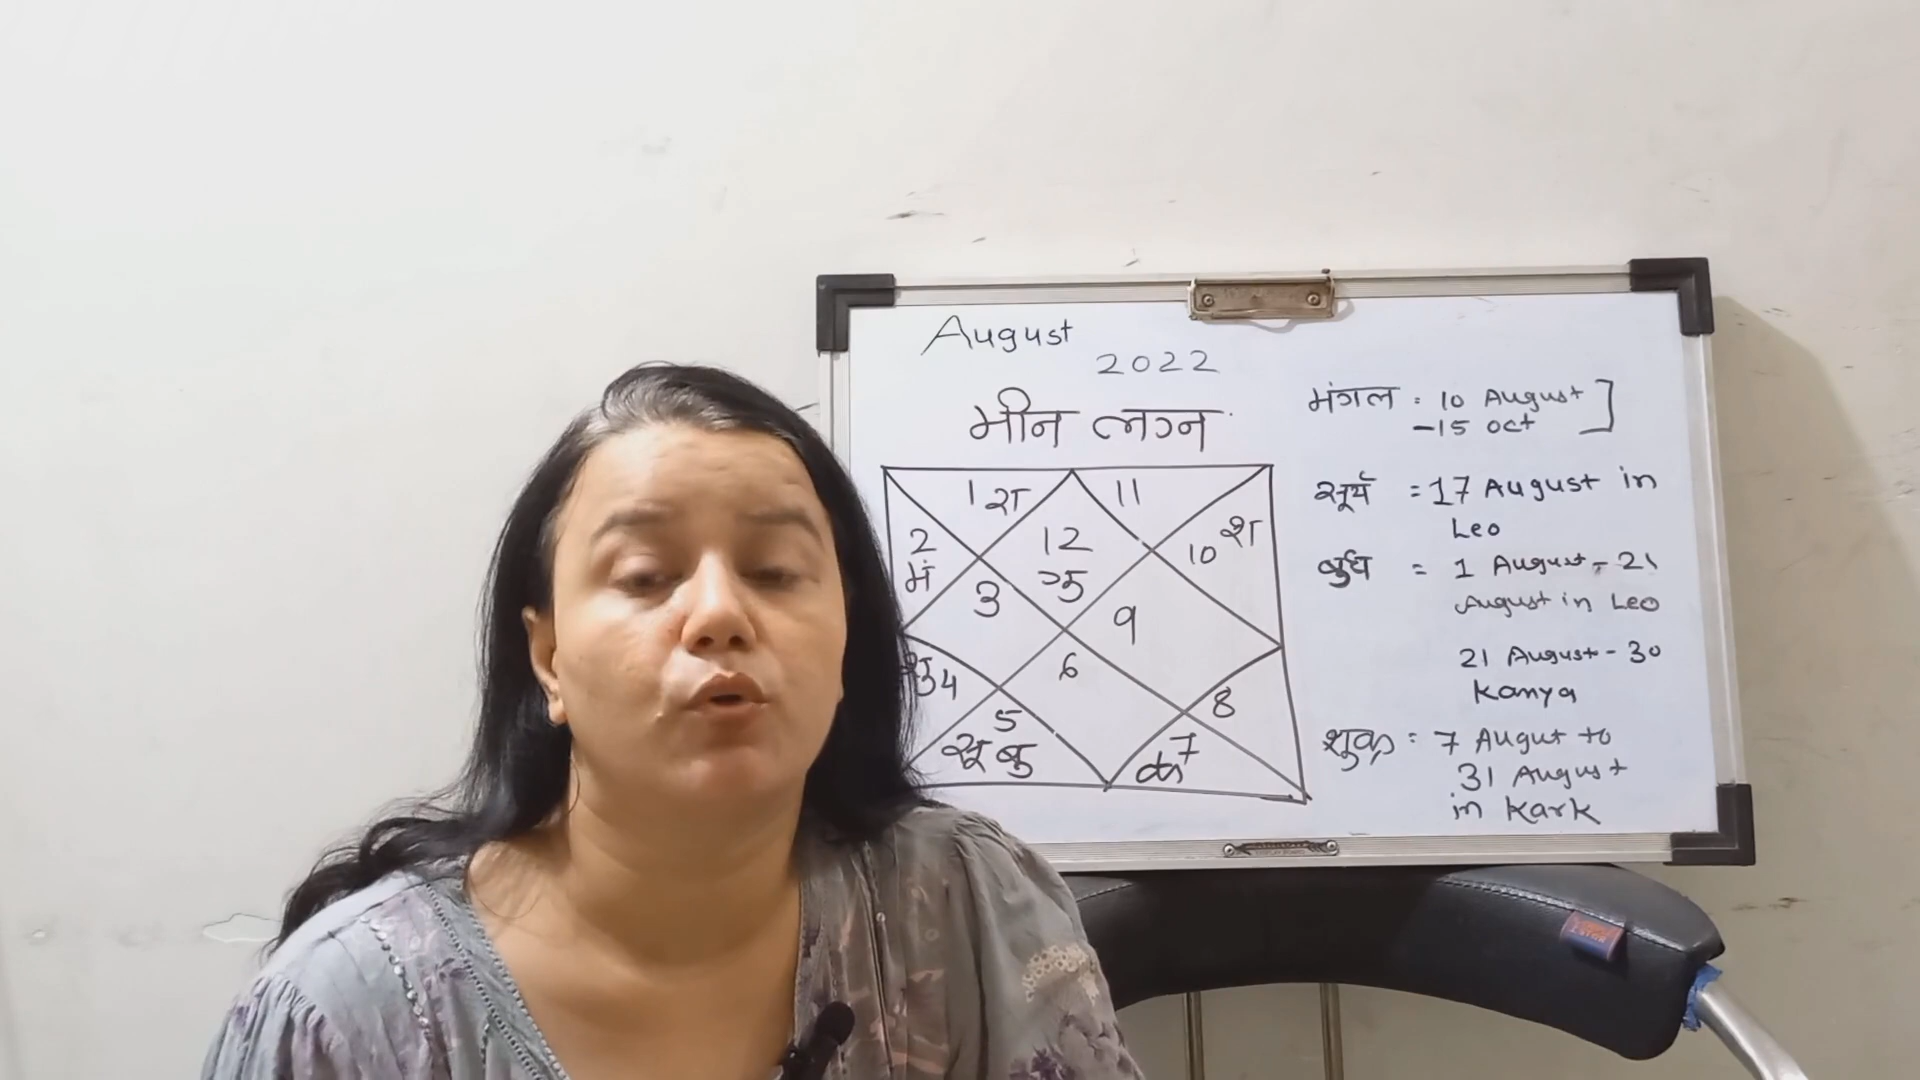 August
2022
मीन लग्न
1 रा
11
2
मं
12
गु
10 श
3
9
4
6
5
सू बु
8
7
के
मंगल : 10 August
- 15 oct
सूर्य = 17 August in
Leo
बुध = 1 August - 21
August in Leo
21 August - 30
Kanya
शुक्र : 7 Augut to
31 August
in Kark